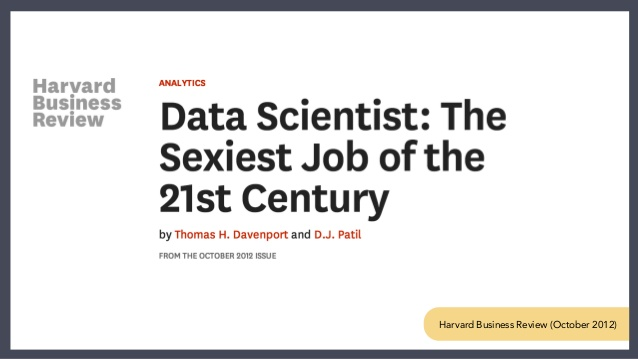 Harvard
Business
Review
ANALYTICS
Data Scientist: The
Sexiest Job of the
21st Century
by Thomas H. Davenport and D.J. Patil
FROM THE OCTOBER 2012 ISSUE
Harvard Business Review (October 2012)